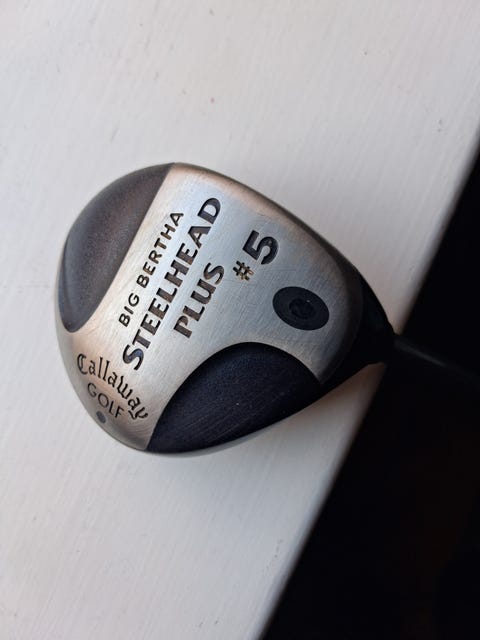 BIG BERTHA
STEELHEAD
PLUS
#5
Callaway
GOLF